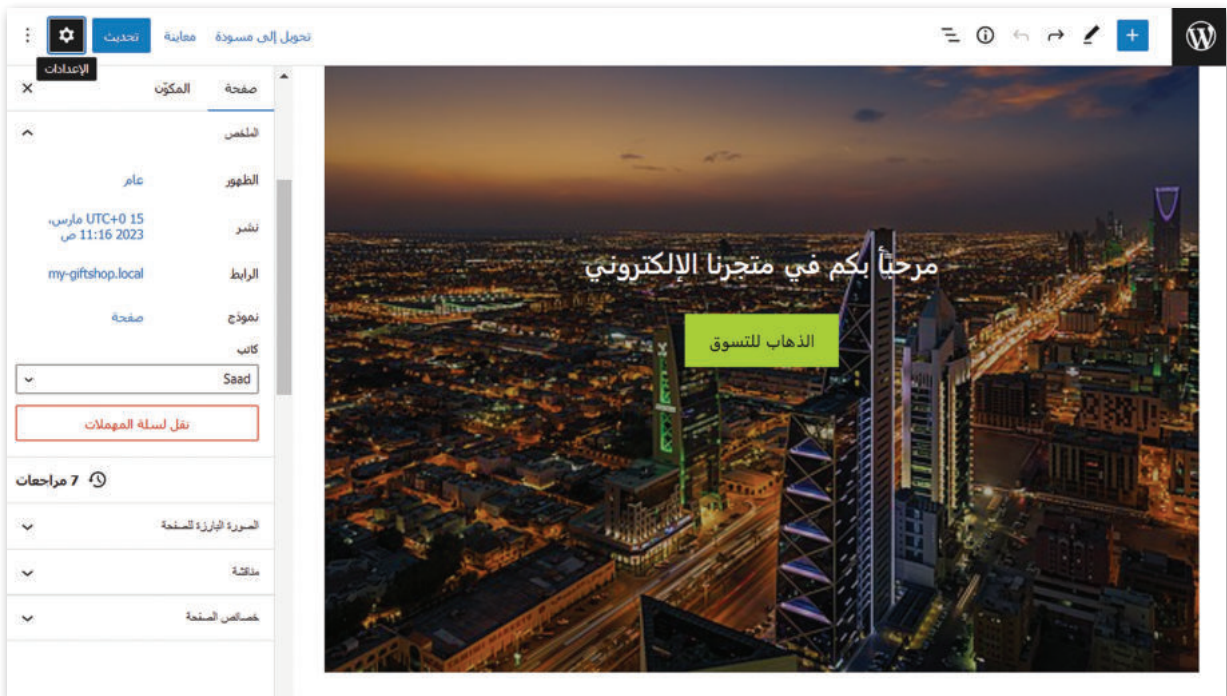 تحويل إلى مسودة
معاينة
تحديث
الإعدادات
صفحة
المكوّن
الملخص
الظهور
عام
نشر
15 UTC+0 مارس،
2023 11:16 ص
الرابط
my-giftshop.local
نموذج
صفحة
كاتب
Saad
نقل لسلة المهملات
7 مراجعات
الصورة البارزة للصفحة
مناقشة
خصائص الصفحة
مرحبًا بكم في متجرنا الإلكتروني
الذهاب للتسوق